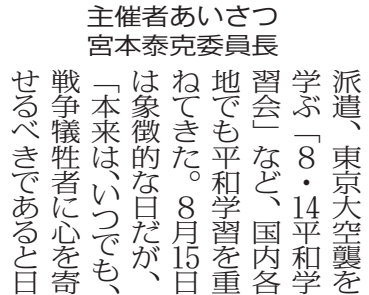 主催者あいさつ
宮本泰克委員長
派遣、東京大空襲を
学ぶ「8・14平和学
習会」など、国内各
地でも平和学習を重
ねてきた。8月15日
は象徴的な日だが、
「本来は、いつでも、
戦争犠牲者に心を寄
せるべきであると日